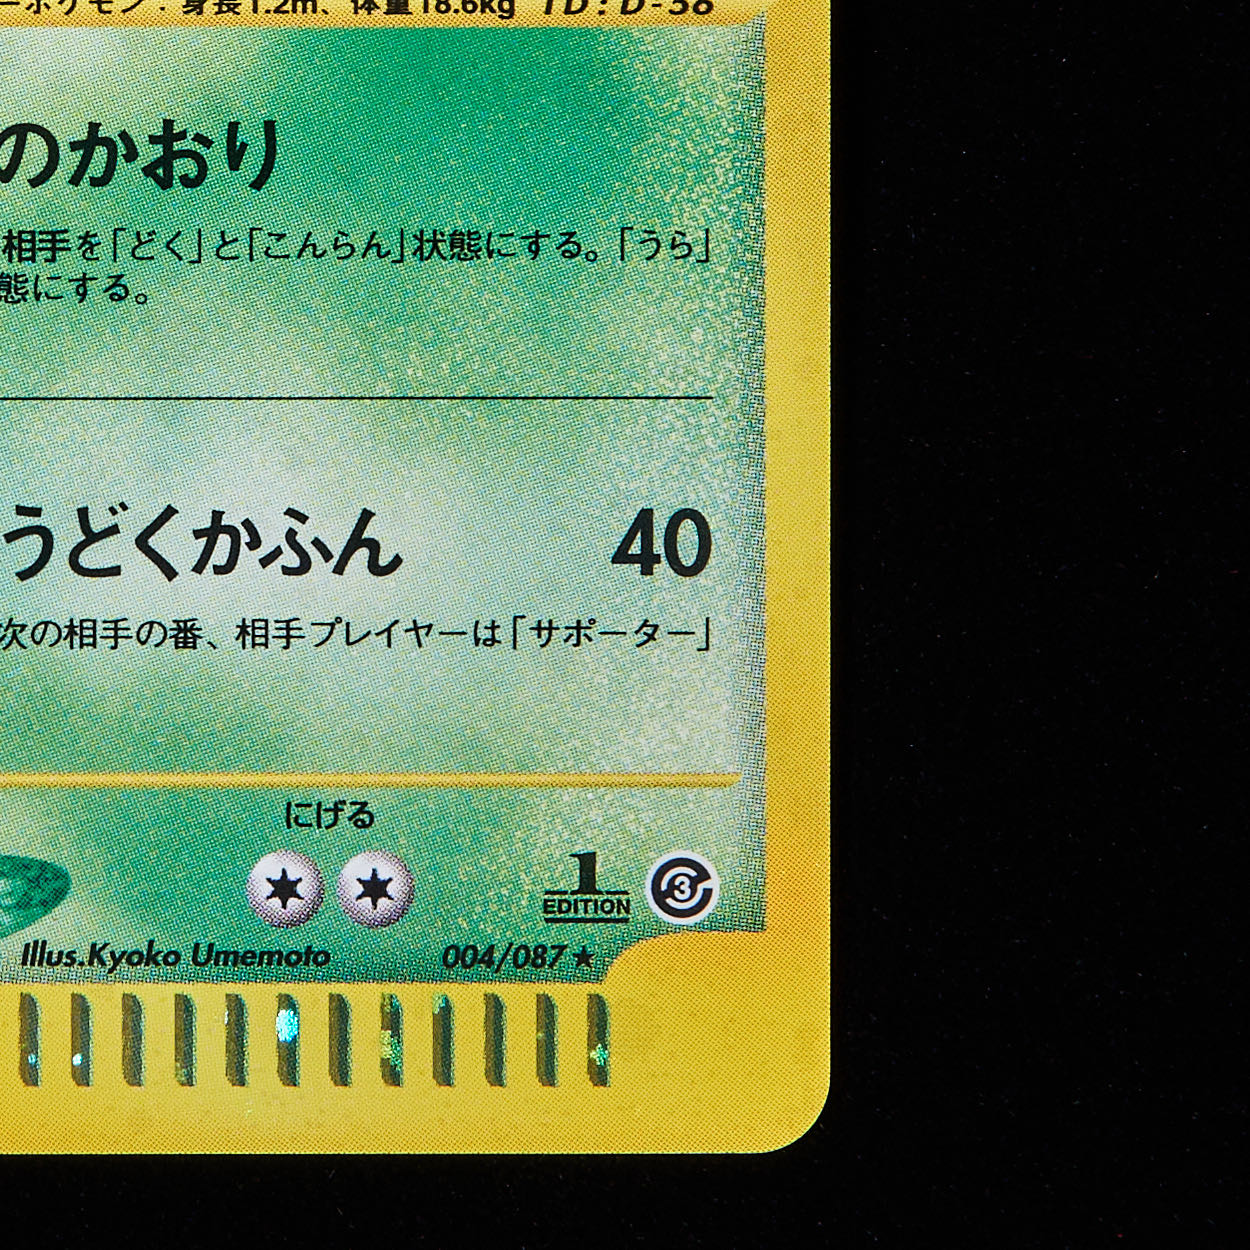 ーポケモン：身長1.2m、体重18.6kg ID:D-38
のかおり
相手を「どく」と「こんらん」状態にする。「うら」
態にする。
うどくかふん 40
次の相手の番、相手プレイヤーは「サポーター」
にげる
1
EDITION
3
Illus.Kyoko Umemoto 004/087 ★